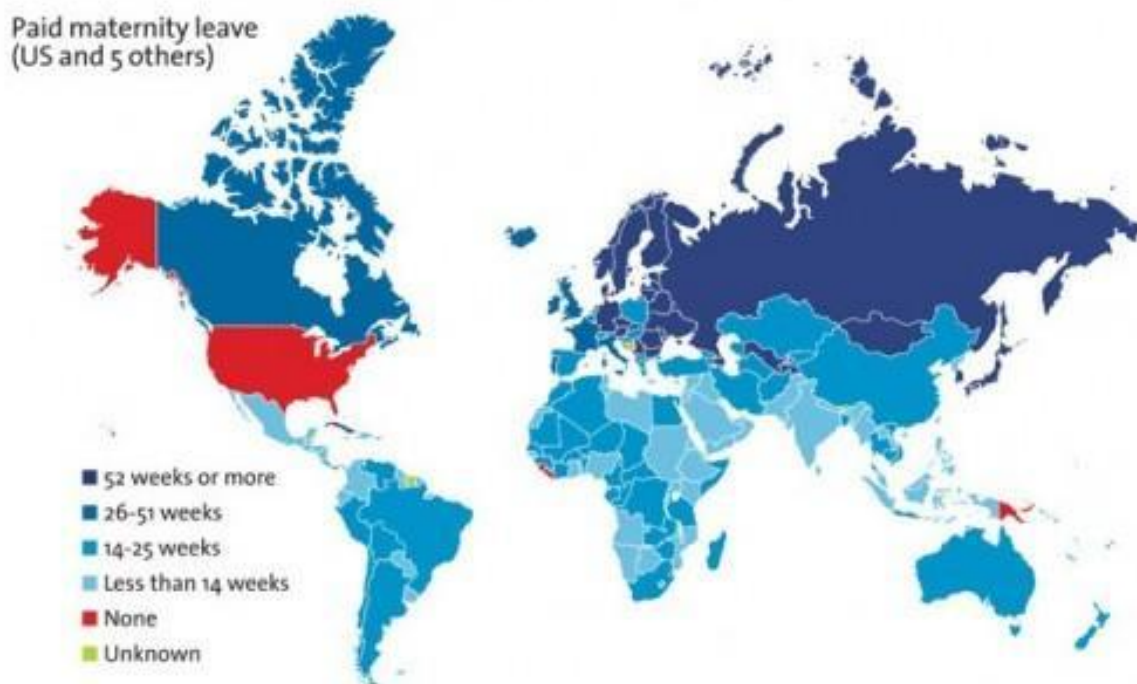 Paid maternity leave
(US and 5 others)
52 weeks or more
26-51 weeks
14-25 weeks
Less than 14 weeks
None
Unknown